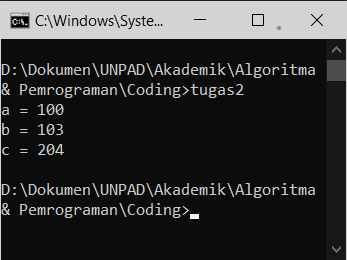 C:\Windows\Syste...
D:\Dokumen\UNPAD\Akademik\Algoritma
& Pemrograman\Coding>tugas2
a = 100
b = 103
c = 204
D:\Dokumen\UNPAD\Akademik\Algoritma
& Pemrograman\Coding>